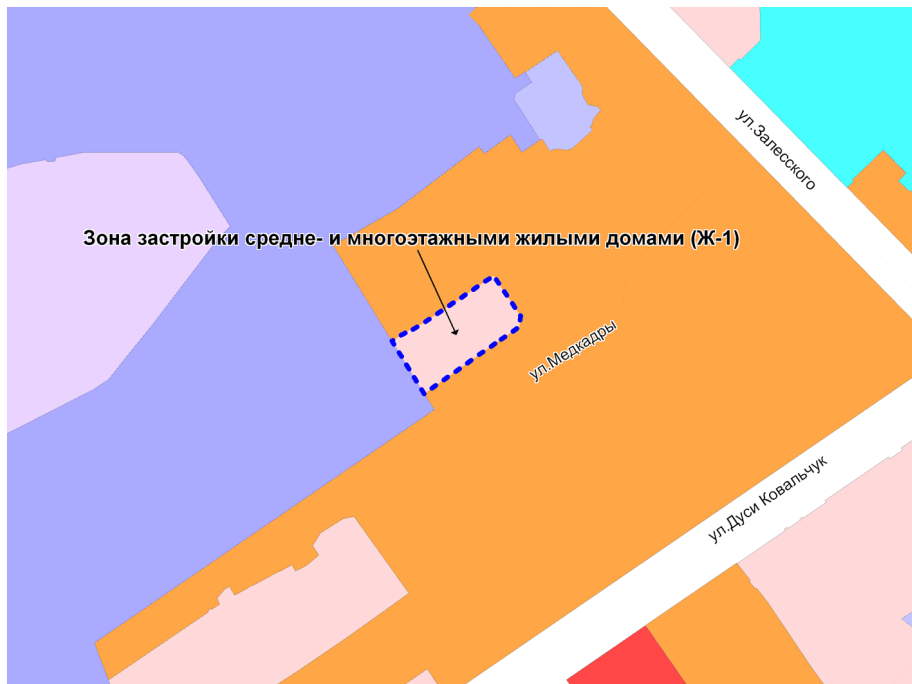 ул.Залесского
Зона застройки средне- и многоэтажными жилыми домами (Ж-1)
ул.Медкадры
ул.Дуси Ковальчук